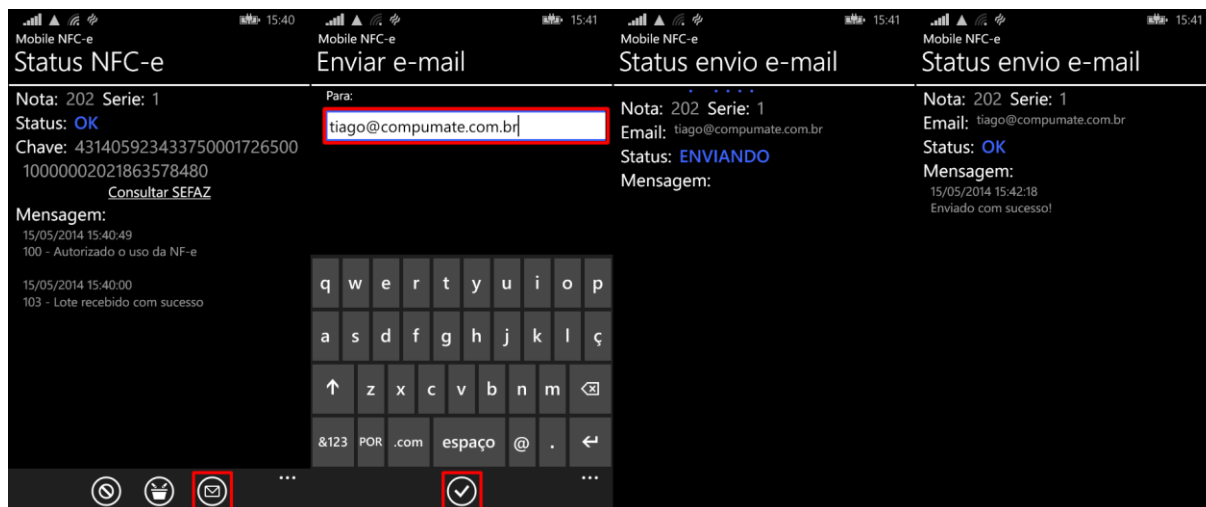 15:40
Mobile NFC-e
Status NFC-e
Nota: 202 Serie: 1
Status: OK
Chave: 431405923433750001726500
10000002021863578480
Consultar SEFAZ
Mensagem:
15/05/2014 15:40:49
100 - Autorizado o uso da NF-e
15/05/2014 15:40:00
103 - Lote recebido com sucesso
15:41
Mobile NFC-e
Enviar e-mail
Para:
tiago@compumate.com.br
q w e r t y u i o p
a s d f g h j k l ç
z x c v b n m
&123 POR .com espaço @ .
15:41
Mobile NFC-e
Status envio e-mail
Nota: 202 Serie: 1
Email: tiago@compumate.com.br
Status: ENVIANDO
Mensagem:
15:41
Mobile NFC-e
Status envio e-mail
Nota: 202 Serie: 1
Email: tiago@compumate.com.br
Status: OK
Mensagem:
15/05/2014 15:42:18
Enviado com sucesso!